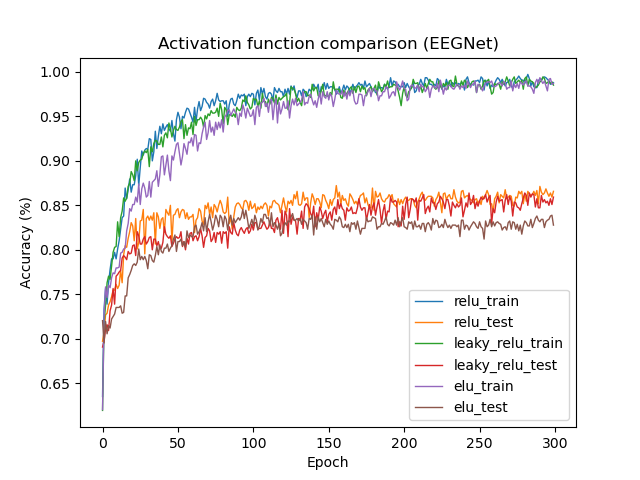 Activation function comparison (EEGNet)
Accuracy (%)
1.00
0.95
0.90
0.85
0.80
0.75
0.70
0.65
relu_train
relu_test
leaky_relu_train
leaky_relu_test
elu_train
elu_test
0 50 100 150 200 250 300
Epoch